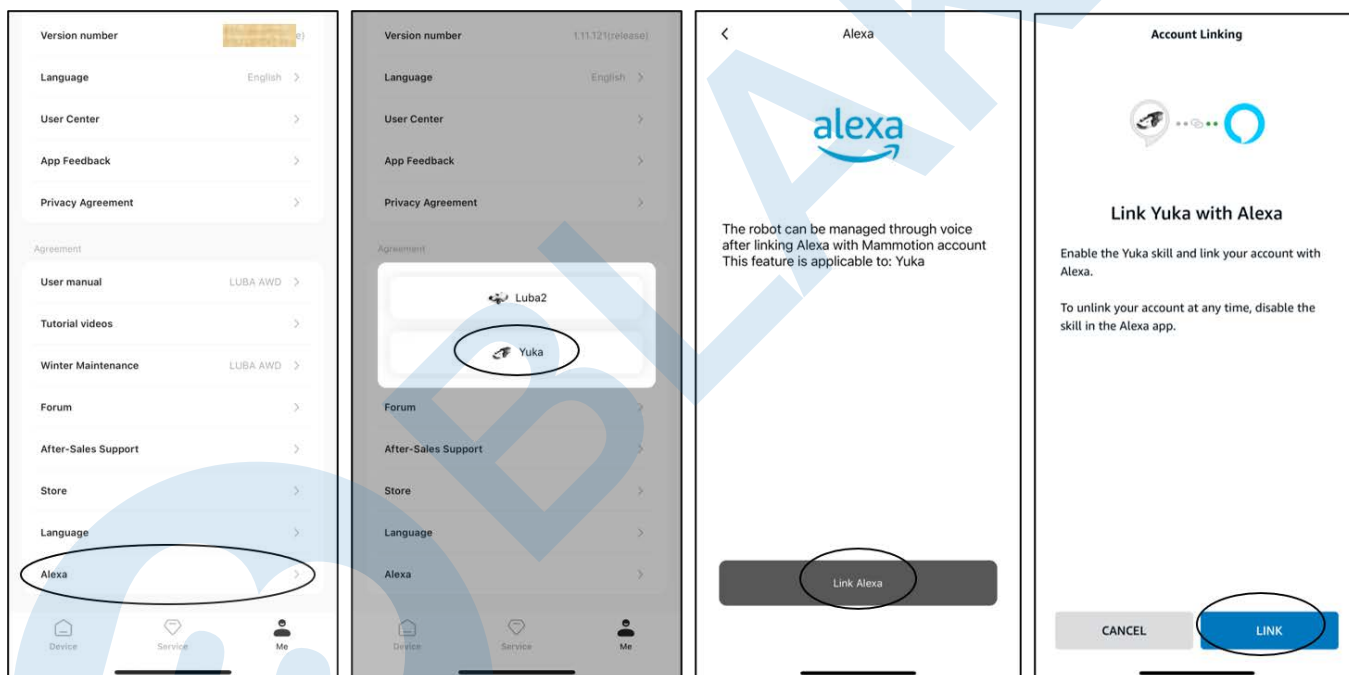 Version number
e)
Language
English
User Center
App Feedback
Privacy Agreement
Agreement
User manual
LUBA AWD
Tutorial videos
Winter Maintenance
LUBA AWD
Forum
After-Sales Support
Store
Language
Alexa
Device
Service
Me
Version number
1.11.121(release)
Language
English
User Center
App Feedback
Privacy Agreement
Agreement
Luba2
Yuka
Forum
After-Sales Support
Store
Language
Alexa
Device
Service
Me
Alexa
alexa
The robot can be managed through voice
after linking Alexa with Mammotion account
This feature is applicable to: Yuka
Link Alexa
Account Linking
Link Yuka with Alexa
Enable the Yuka skill and link your account with
Alexa.
To unlink your account at any time, disable the
skill in the Alexa app.
CANCEL
LINK